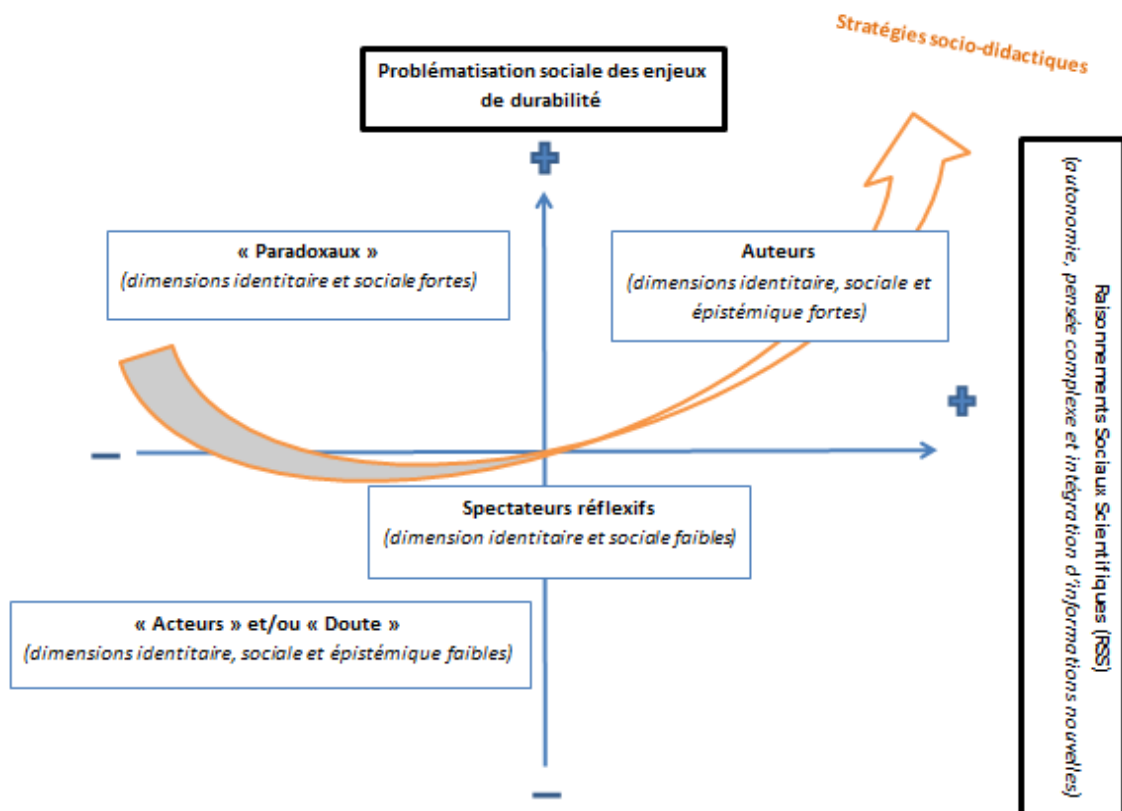 Stratégies socio-didactiques
Problématisation sociale des enjeux
de durabilité
+
« Paradoxaux »
(dimensions identitaire et sociale fortes)
Auteurs
(dimensions identitaire, sociale et
épistémique fortes)
+
–
Spectateurs réflexifs
(dimension identitaire et sociale faibles)
« Acteurs » et/ou « Doute »
(dimensions identitaire, sociale et épistémique faibles)
–
Raisonnements Sociaux Scientifiques (RSS)
(autonomie, pensée complexe et intégration d'informations nouvelles)